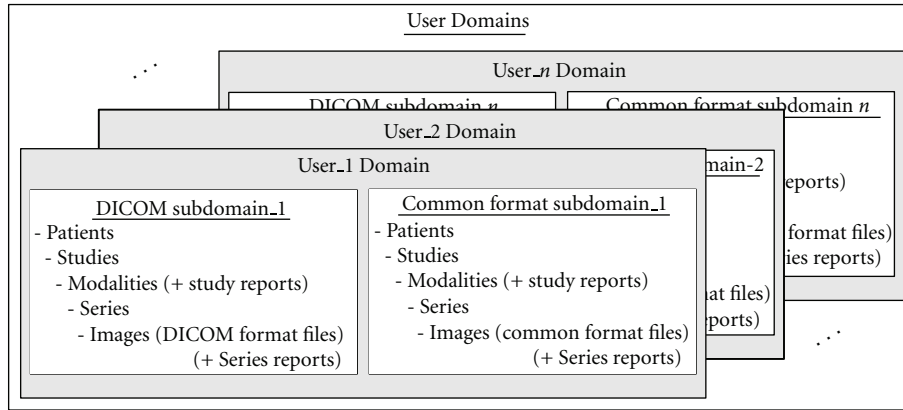 User Domains
. . .
User_n Domain
DICOM subdomain n
Common format subdomain n
User_2 Domain
User_1 Domain
main-2
eports)
DICOM subdomain_1
Common format subdomain_1
- Patients
- Studies
- Modalities (+ study reports)
- Series
- Images (DICOM format files)
(+ Series reports)
- Patients
- Studies
- Modalities (+ study reports)
- Series
- Images (common format files)
(+ Series reports)
format files)
ies reports)
at files)
ports)
. . .